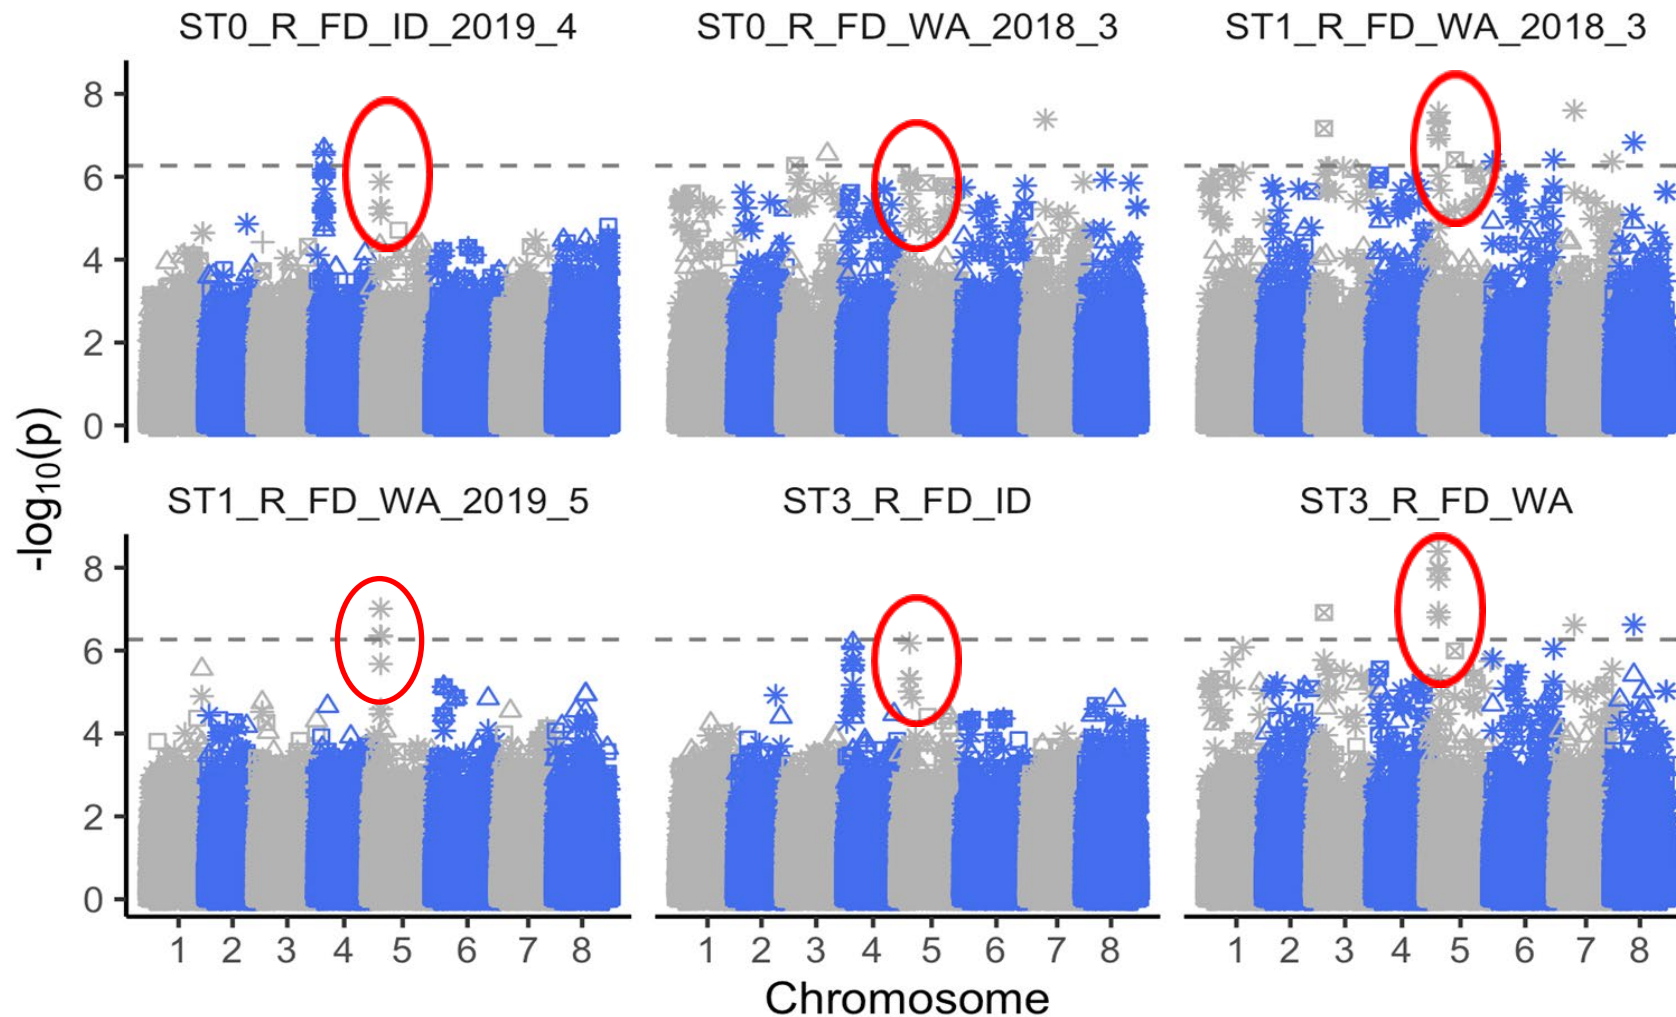 ST0_R_FD_ID_2019_4
ST0_R_FD_WA_2018_3
ST1_R_FD_WA_2018_3
8
6
4
2
0
ST1_R_FD_WA_2019_5
ST3_R_FD_ID
ST3_R_FD_WA
8
6
4
2
0
-log10(p)
1 2 3 4 5 6 7 8
1 2 3 4 5 6 7 8
1 2 3 4 5 6 7 8
Chromosome